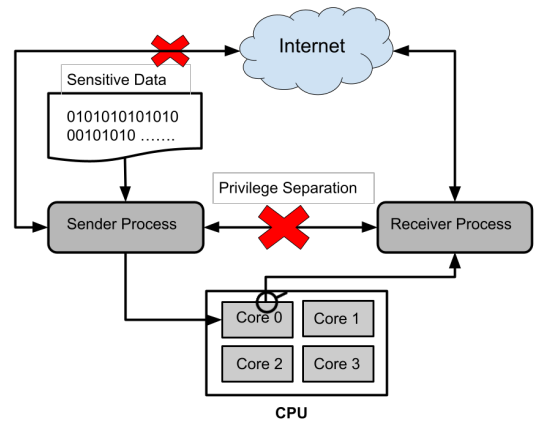 Internet
Sensitive Data
0101010101010
00101010 .......
Privilege Separation
Sender Process
Receiver Process
Core 0
Core 1
Core 2
Core 3
CPU